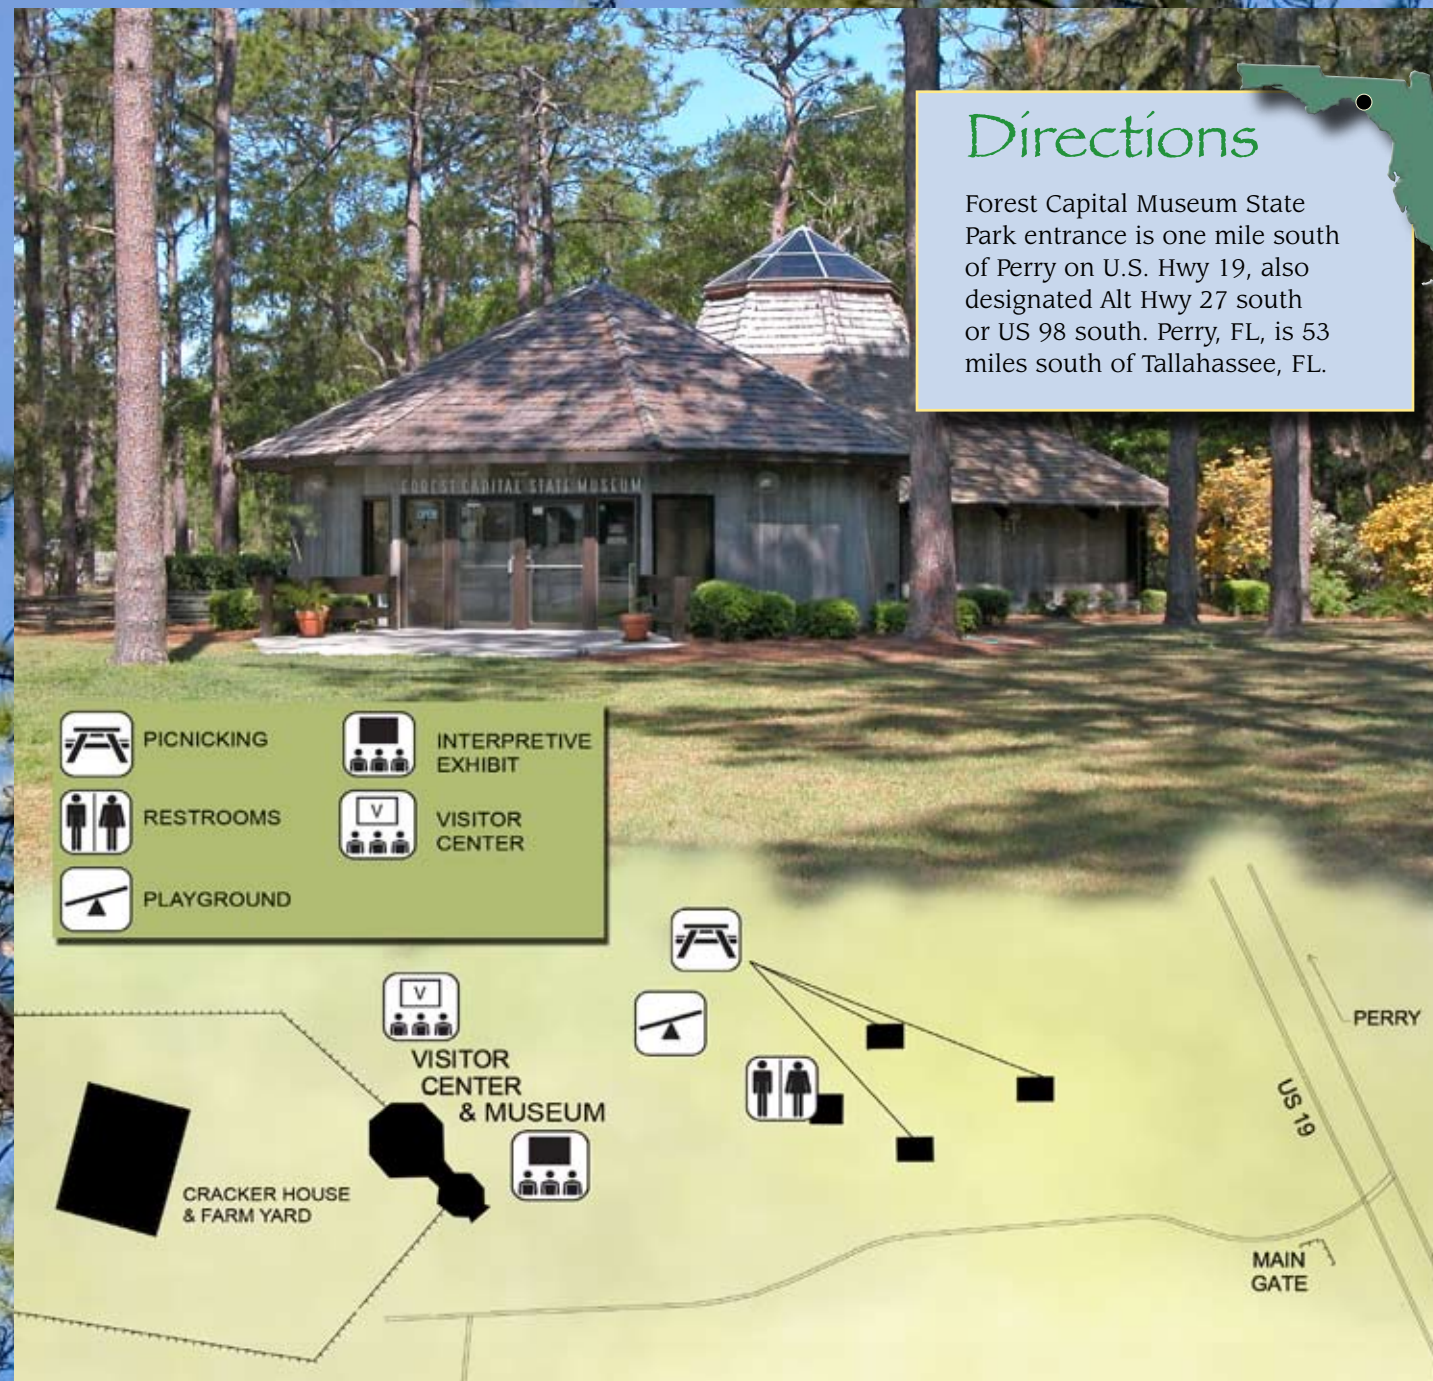 Directions
Forest Capital Museum State
Park entrance is one mile south
of Perry on U.S. Hwy 19, also
designated Alt Hwy 27 south
or US 98 south. Perry, FL, is 53
miles south of Tallahassee, FL.
FOREST CAPITAL STATE MUSEUM
OPEN
PICNICKING
RESTROOMS
PLAYGROUND
INTERPRETIVE
EXHIBIT
V
VISITOR
CENTER
V
VISITOR
CENTER
& MUSEUM
CRACKER HOUSE
& FARM YARD
PERRY
US 19
MAIN
GATE